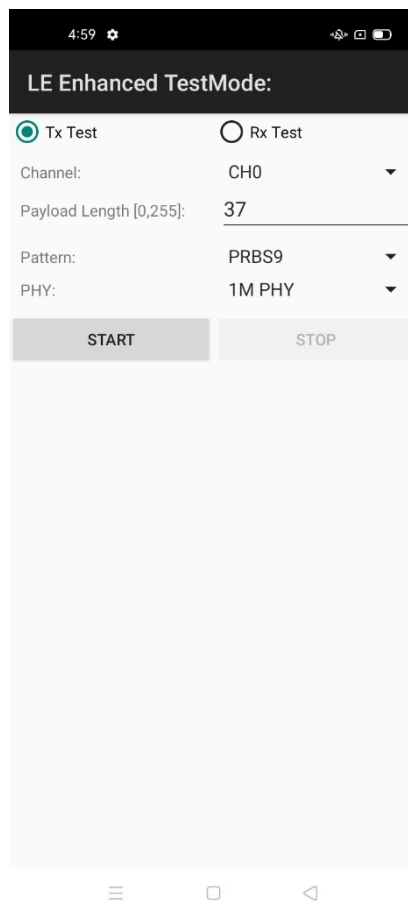 4:59
LE Enhanced TestMode:
Tx Test Rx Test
Channel: CH0
Payload Length [0,255]: 37
Pattern: PRBS9
PHY: 1M PHY
START STOP